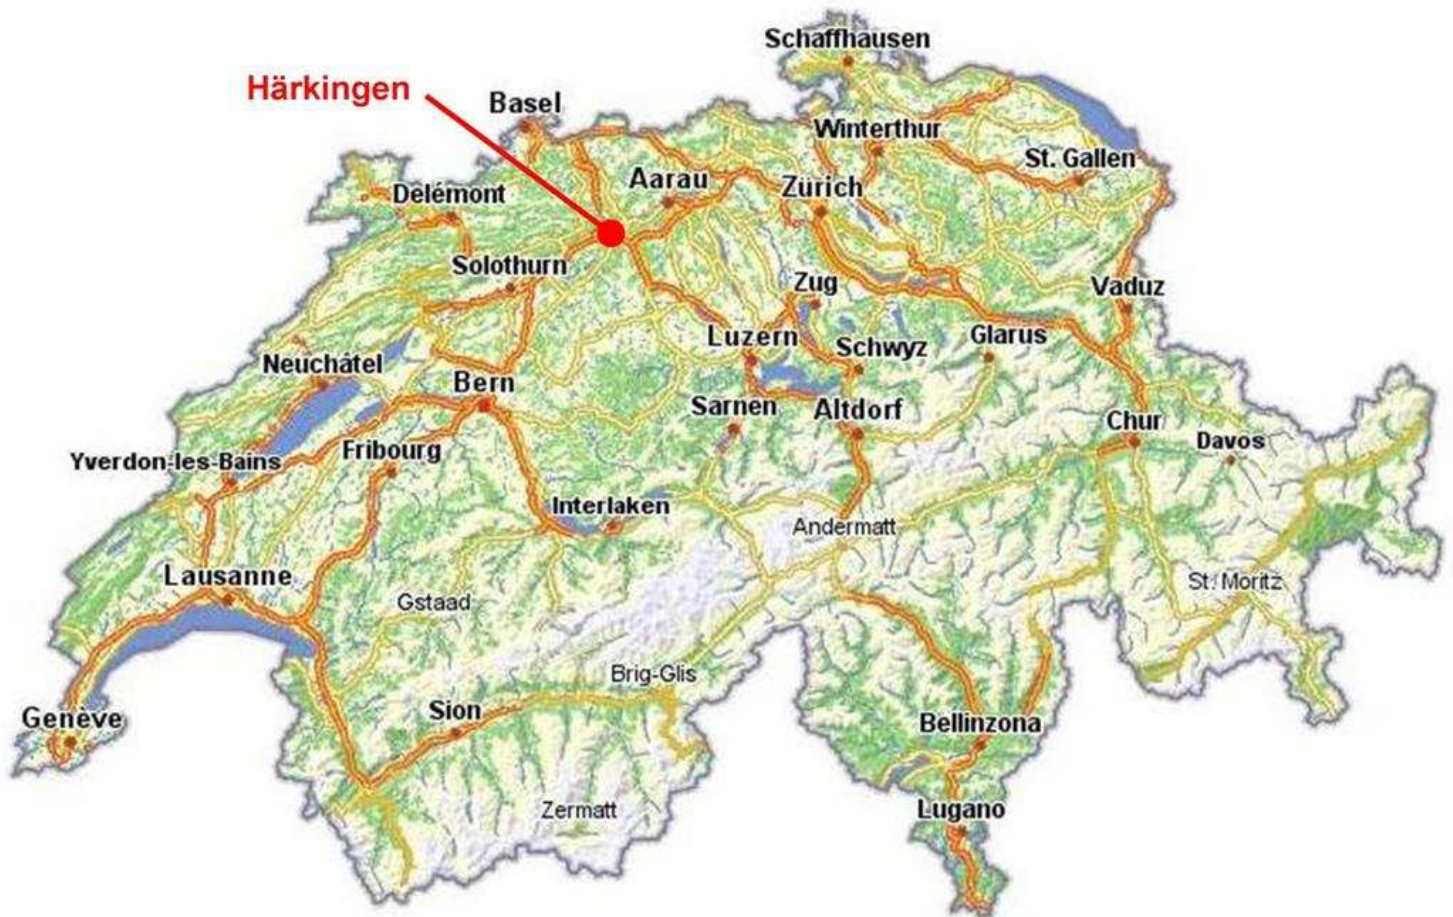 Schaffhausen
Härkingen
Basel
Winterthur
St. Gallen
Aarau
Zürich
Delémont
Solothurn
Zug
Vaduz
Luzern
Schwyz
Glarus
Neuchâtel
Bern
Sarnen
Altdorf
Chur
Davos
Fribourg
Yverdon-les-Bains
Interlaken
Andermatt
Lausanne
Gstaad
St. Moritz
Brig-Glis
Genève
Sion
Bellinzona
Zermatt
Lugano